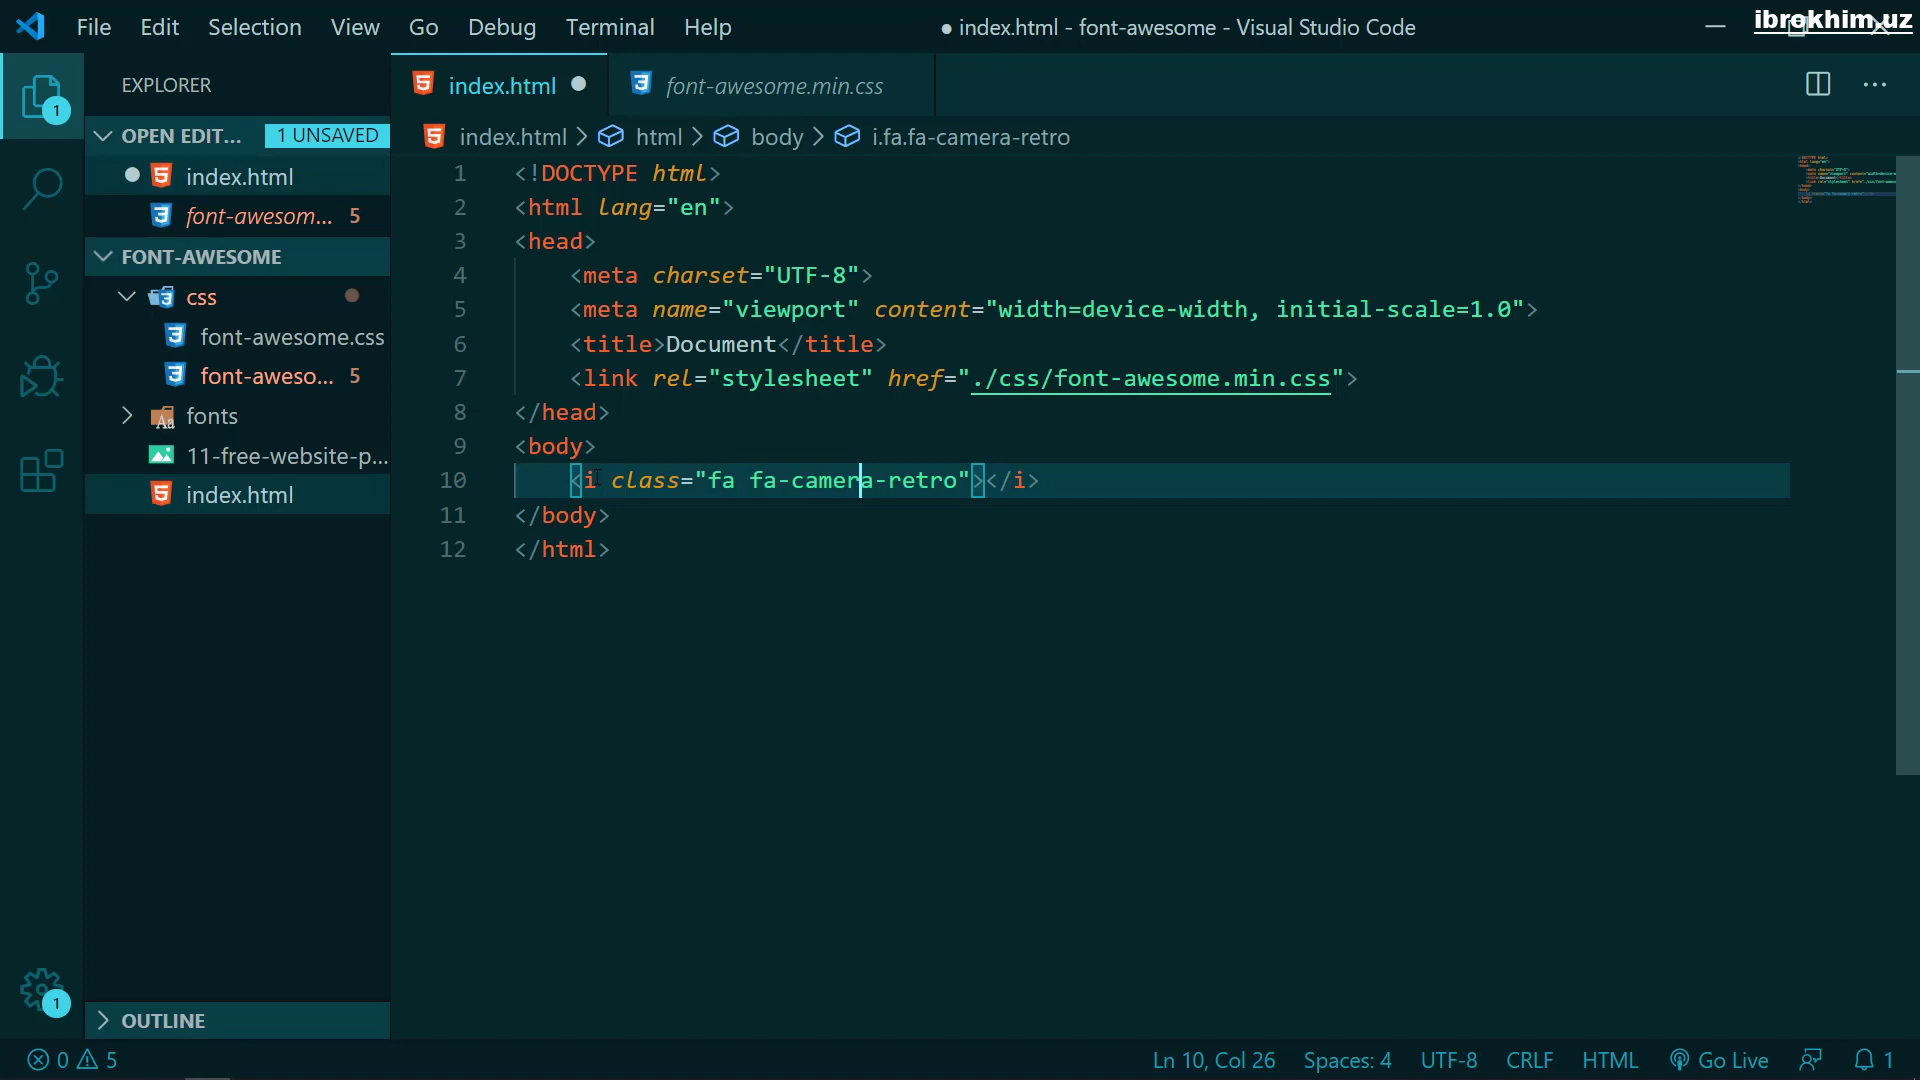 File Edit Selection View Go Debug Terminal Help
● index.html - font-awesome - Visual Studio Code
ibrokhim.uz
EXPLORER
1
OPEN EDIT... 1 UNSAVED
index.html
font-awesom... 5
FONT-AWESOME
css
font-awesome.css
font-aweso... 5
fonts
11-free-website-p...
index.html
OUTLINE
1
index.html font-awesome.min.css
index.html > html > body > i.fa.fa-camera-retro
1 <!DOCTYPE html>
2 <html lang="en">
3 <head>
4 <meta charset="UTF-8">
5 <meta name="viewport" content="width=device-width, initial-scale=1.0">
6 <title>Document</title>
7 <link rel="stylesheet" href="./css/font-awesome.min.css">
8 </head>
9 <body>
10 <i class="fa fa-camera-retro"></i>
11 </body>
12 </html>
0 5
Ln 10, Col 26 Spaces: 4 UTF-8 CRLF HTML Go Live 1